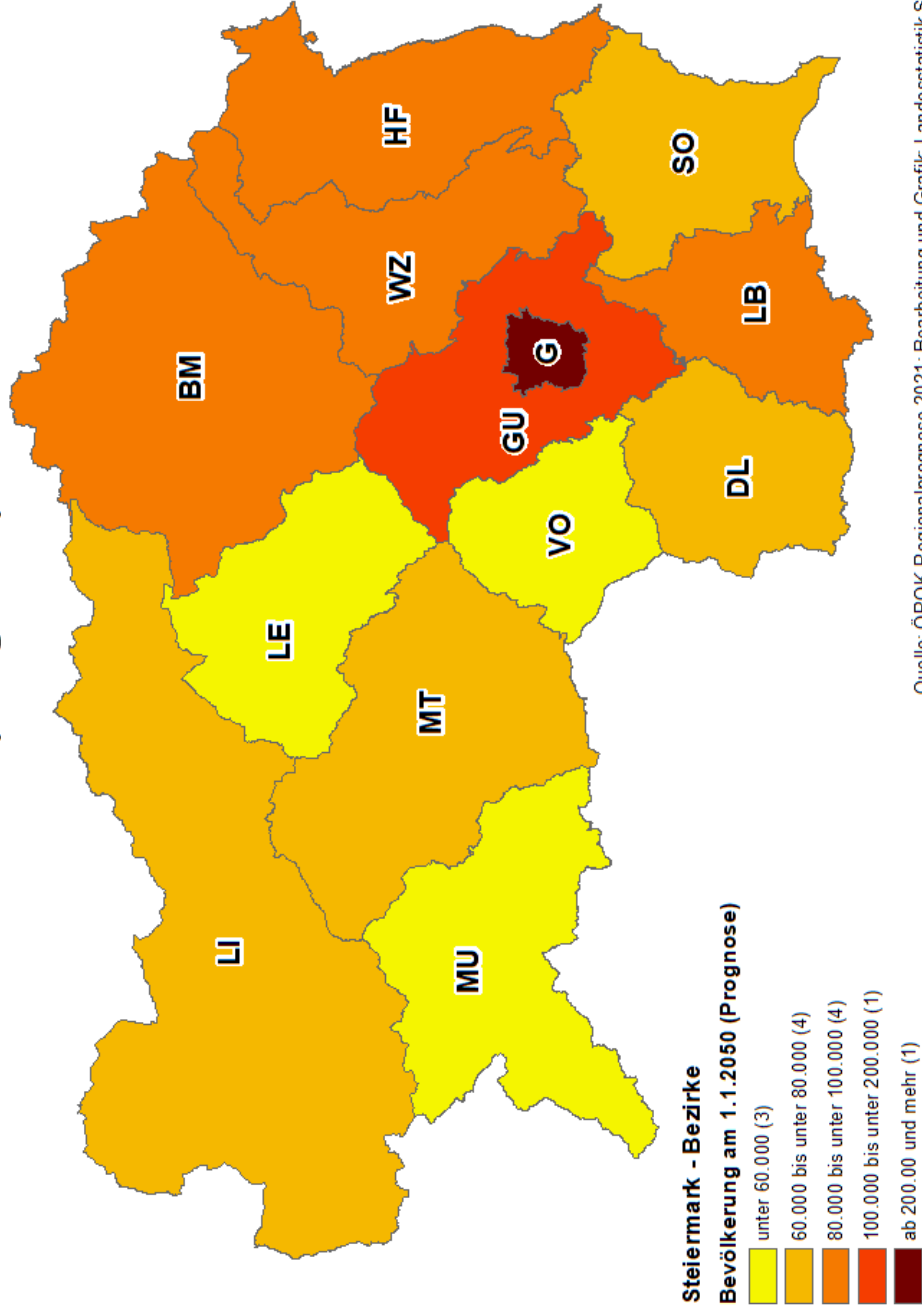 BM
HF
LI
WZ
LE
GU
G
MT
SO
VO
MU
LB
DL
Steiermark - Bezirke
Bevölkerung am 1.1.2050 (Prognose)
unter 60.000 (3)
60.000 bis unter 80.000 (4)
80.000 bis unter 100.000 (4)
100.000 bis unter 200.000 (1)
ab 200.00 und mehr (1)
Quelle: ÖROK-Regionalprognose 2021; Bearbeitung und Grafik: Landesstatistik